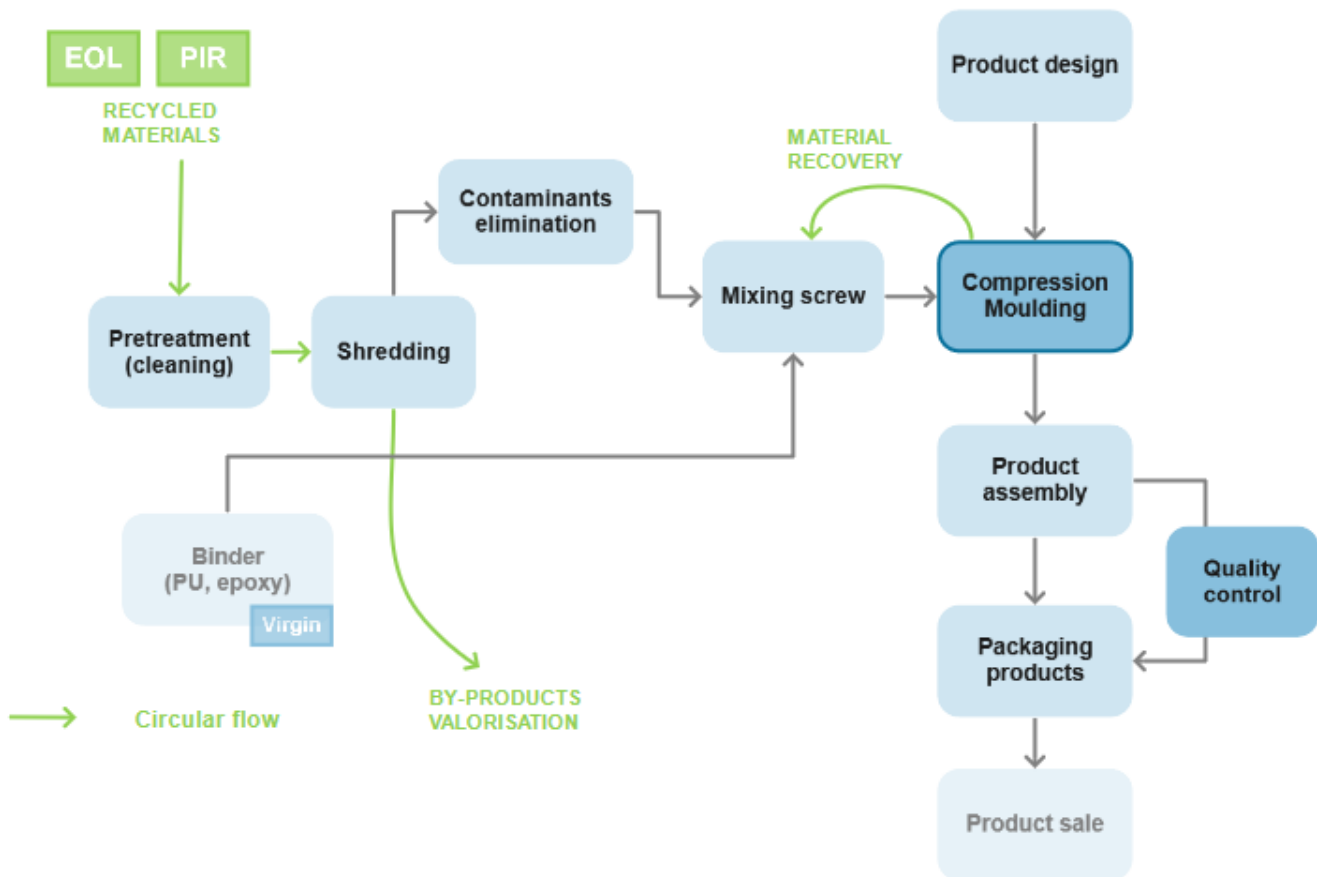 EOL
PIR
RECYCLED
MATERIALS
Product design
MATERIAL
RECOVERY
Contaminants
elimination
Mixing screw
Compression
Moulding
Pretreatment
(cleaning)
Shredding
Product
assembly
Binder
(PU, epoxy)
Virgin
Quality
control
Packaging
products
BY-PRODUCTS
VALORISATION
Circular flow
Product sale